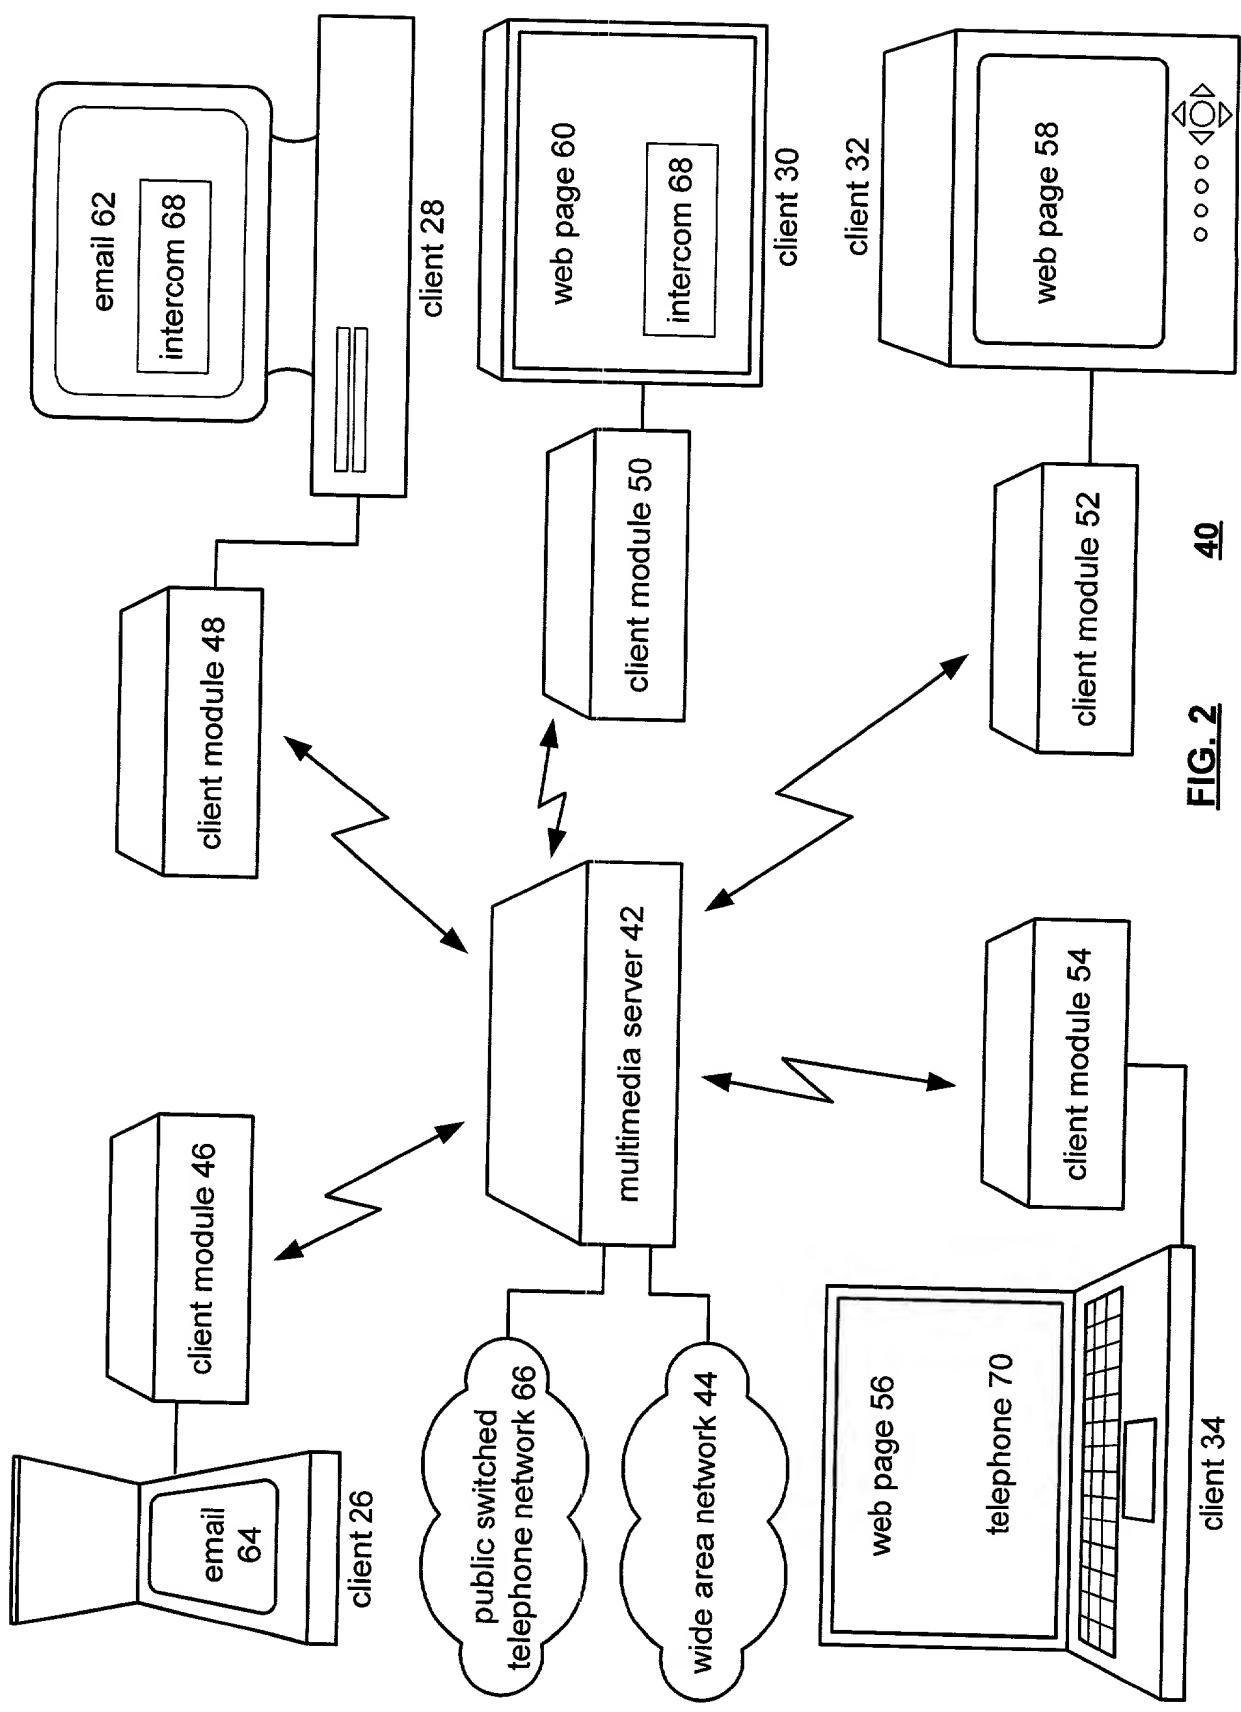 email 62
intercom 68
client 28
client module 48
client module 46
email
64
client 26
web page 60
intercom 68
client 30
client module 50
multimedia server 42
public switched
telephone network 66
wide area network 44
client 32
web page 58
client module 52
client module 54
web page 56
telephone 70
client 34
FIG. 2
40